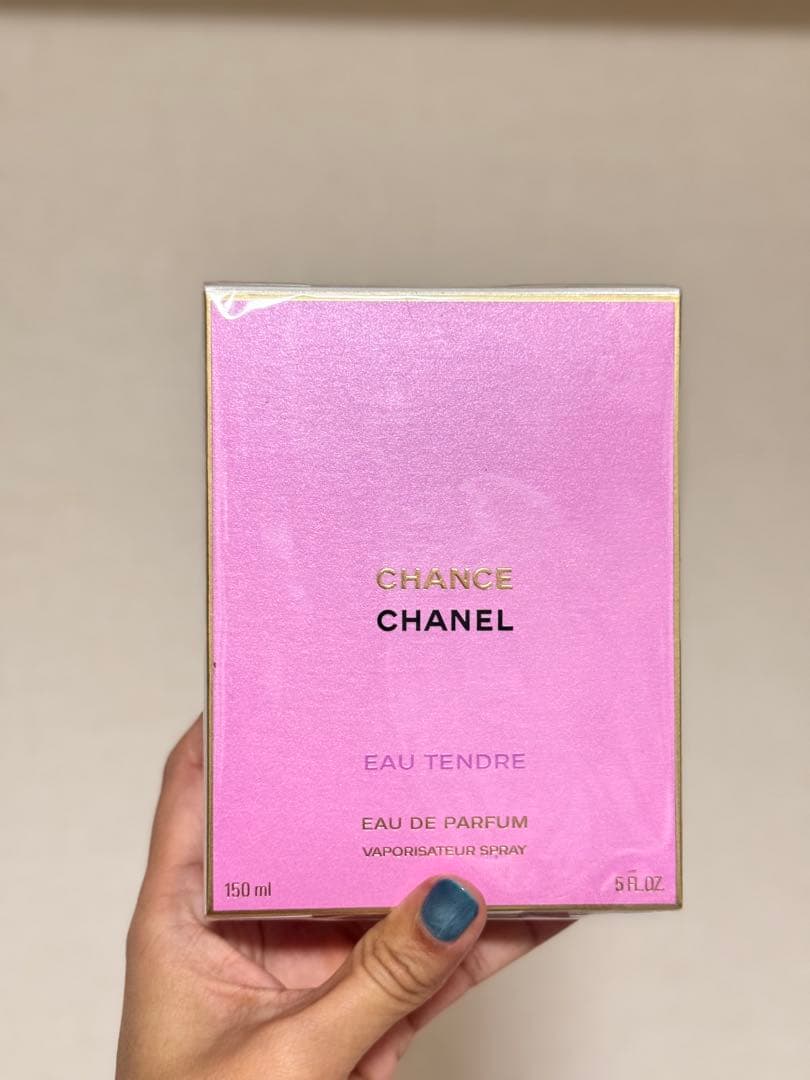 CHANCE
CHANEL
EAU TENDRE
EAU DE PARFUM
VAPORISATEUR SPRAY
150 ml
5 FL.OZ.